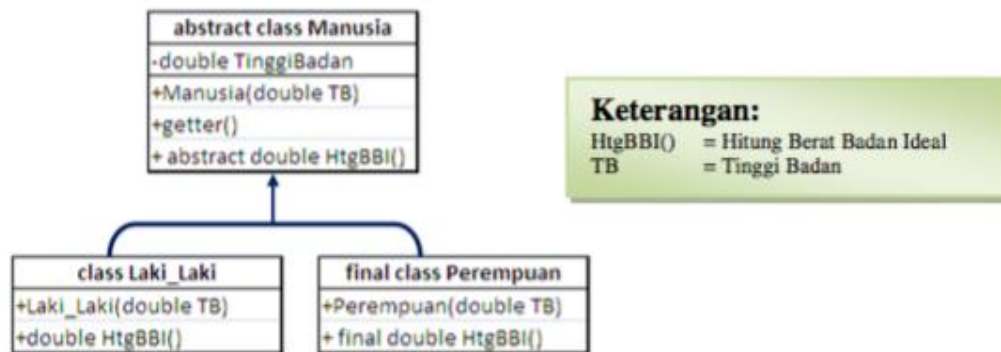 abstract class Manusia
-double TinggiBadan
+Manusia(double TB)
+getter()
+ abstract double HtgBBI()
Keterangan:
HtgBBI() = Hitung Berat Badan Ideal
TB = Tinggi Badan
class Laki_Laki
+Laki_Laki(double TB)
+double HtgBBI()
final class Perempuan
+Perempuan(double TB)
+ final double HtgBBI()